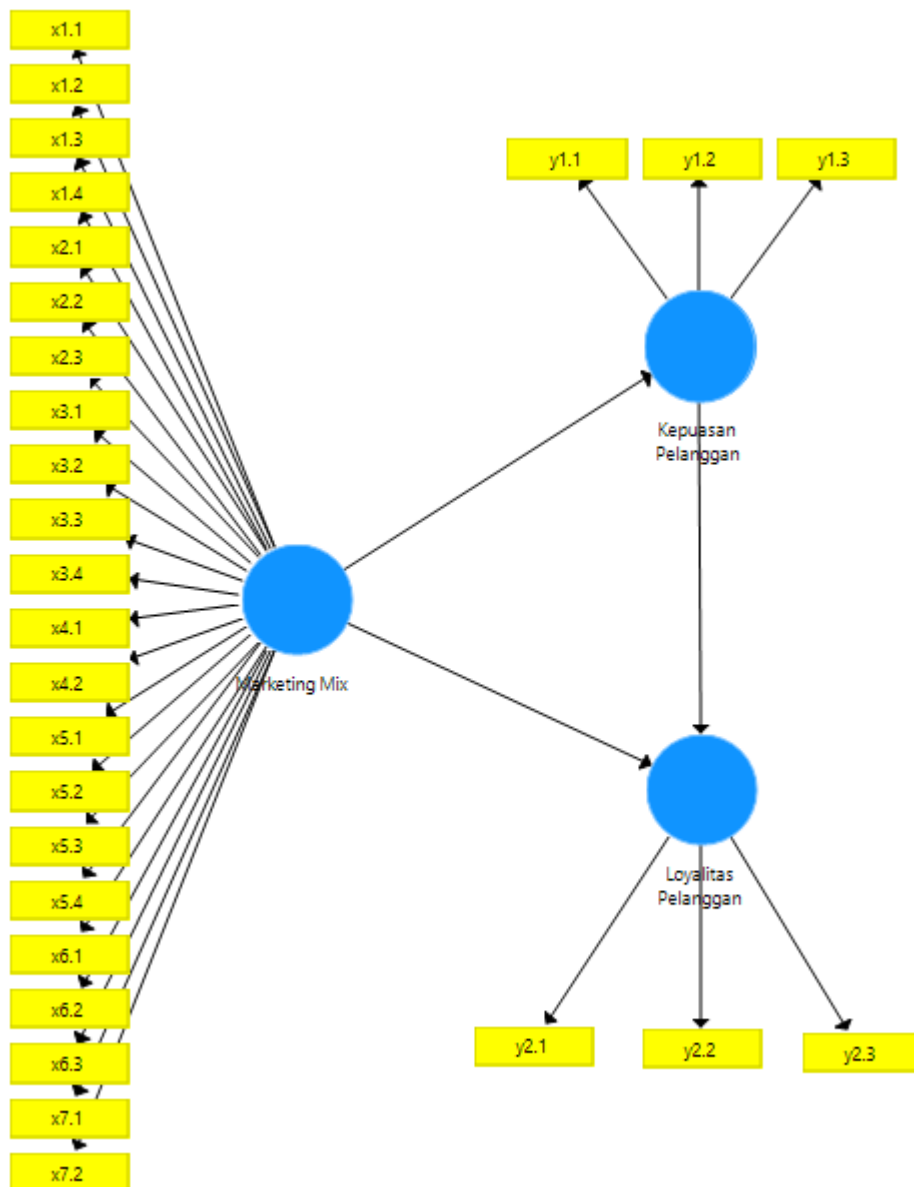 x1.1
x1.2
x1.3
x1.4
x2.1
x2.2
x2.3
x3.1
x3.2
x3.3
x3.4
x4.1
x4.2
x5.1
x5.2
x5.3
x5.4
x6.1
x6.2
x6.3
x7.1
x7.2
Marketing Mix
y1.1
y1.2
y1.3
Kepuasan
Pelanggan
Loyalitas
Pelanggan
y2.1
y2.2
y2.3